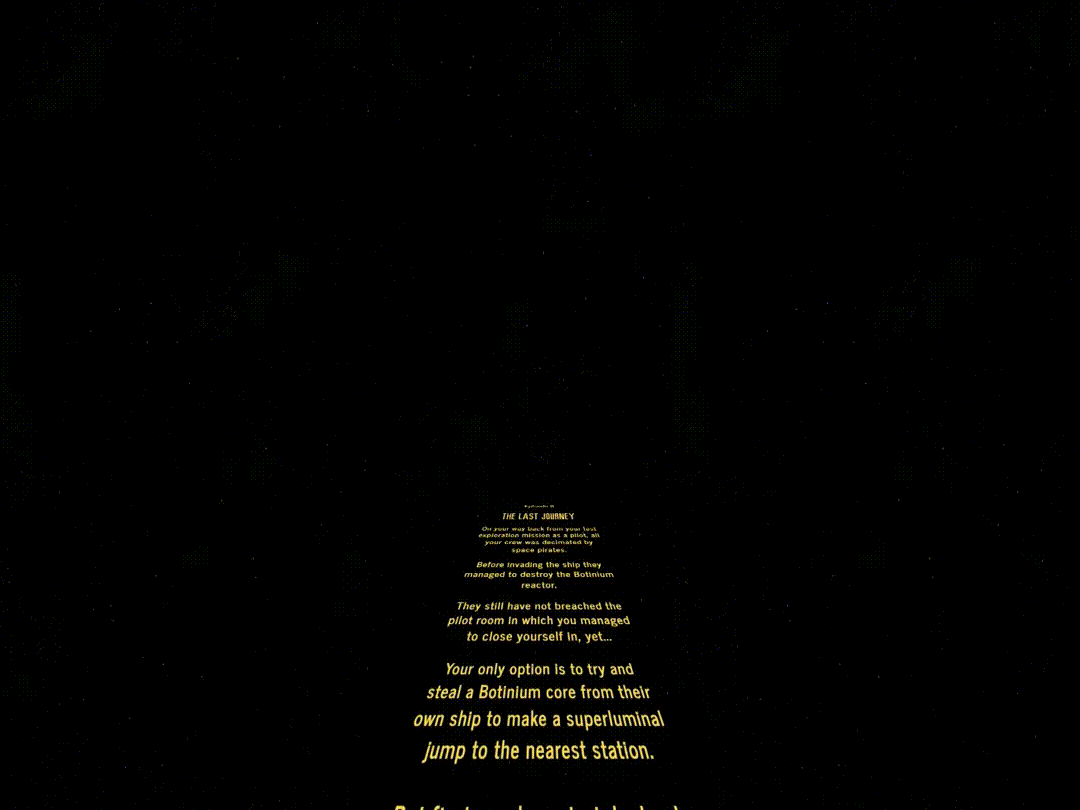 THE LAST JOURNEY
On your way back from your last
exploration mission as a pilot, all
your crew was decimated by
space pirates.
Before invading the ship they
managed to destroy the Botinium
reactor.
They still have not breached the
pilot room in which you managed
to close yourself in, yet...
Your only option is to try and
steal a Botinium core from their
own ship to make a superluminal
jump to the nearest station.